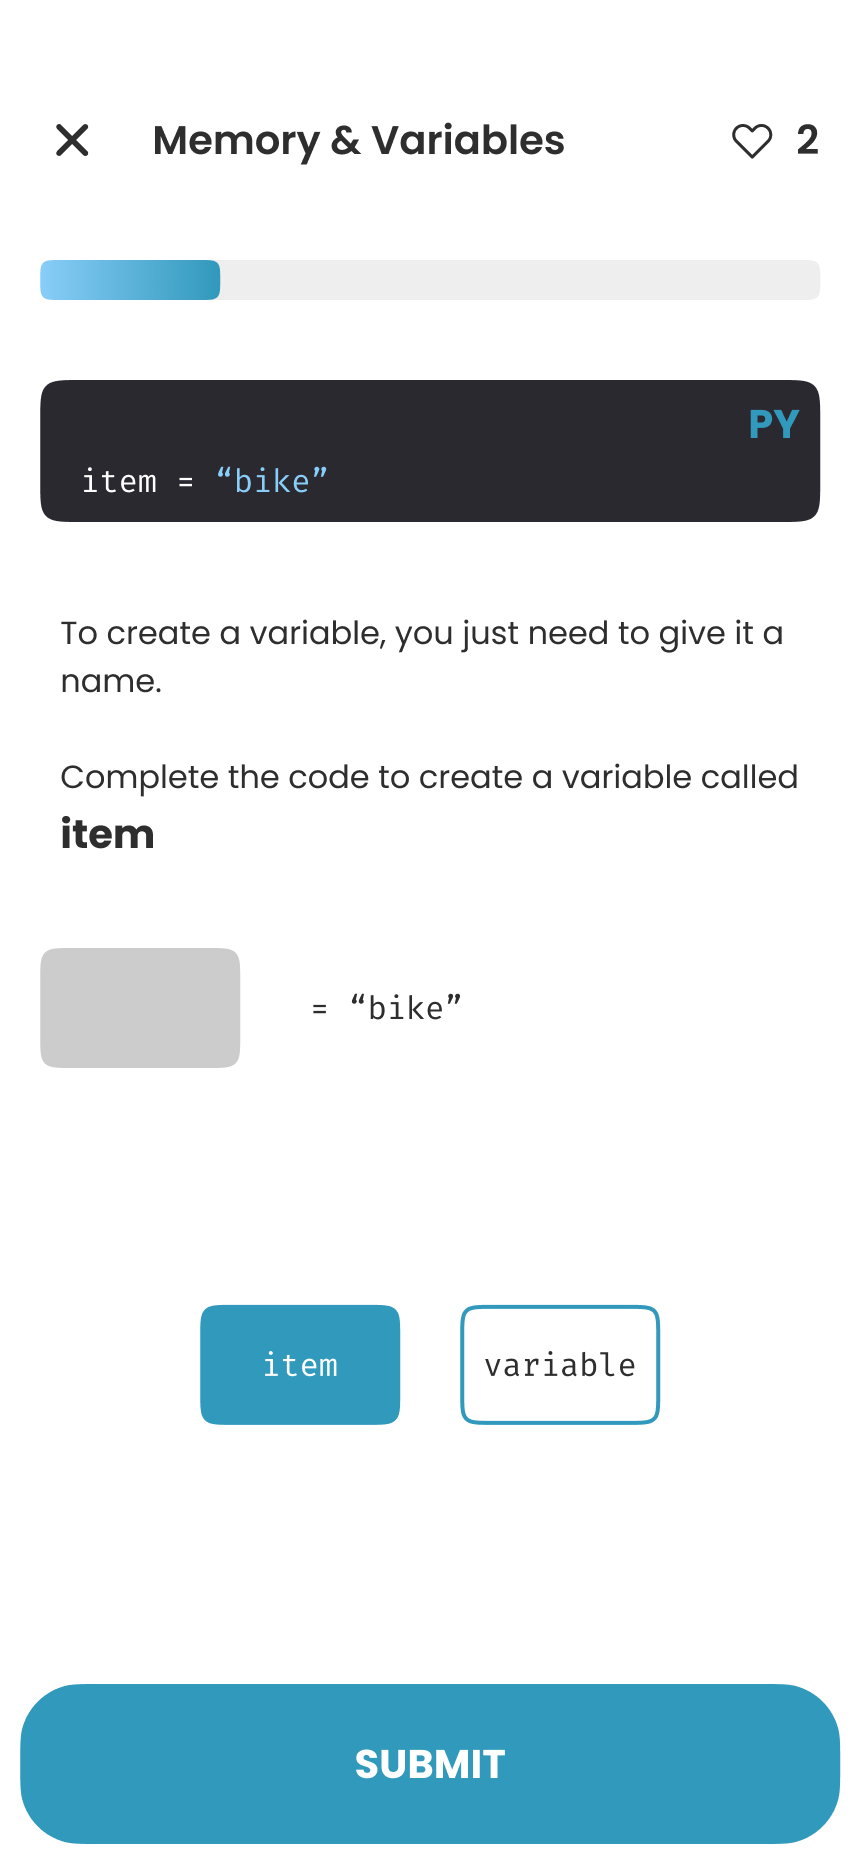 Memory & Variables
2
PY
item = “bike”
To create a variable, you just need to give it a
name.
Complete the code to create a variable called
item
= “bike”
item
variable
SUBMIT